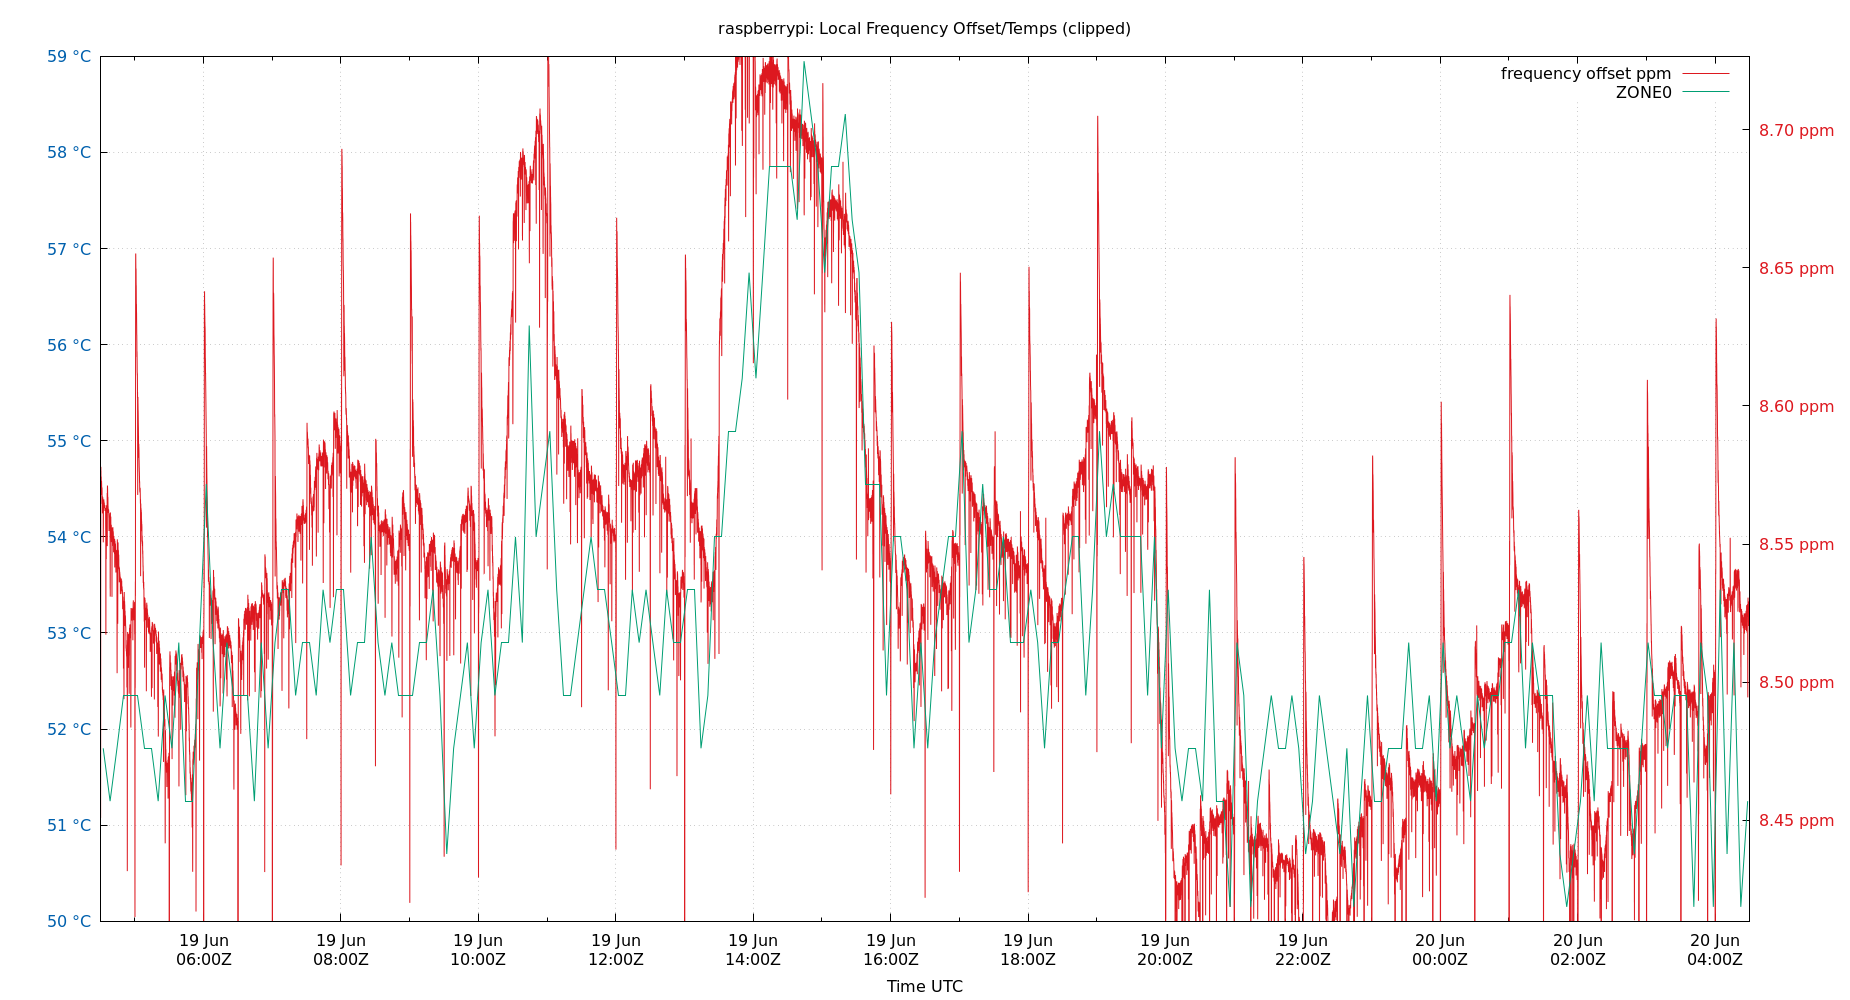 raspberrypi: Local Frequency Offset/Temps (clipped)
frequency offset ppm
ZONE0
59 °C
58 °C
57 °C
56 °C
55 °C
54 °C
53 °C
52 °C
51 °C
50 °C
8.70 ppm
8.65 ppm
8.60 ppm
8.55 ppm
8.50 ppm
8.45 ppm
19 Jun 19 Jun 19 Jun 19 Jun 19 Jun 19 Jun 19 Jun 19 Jun 19 Jun 20 Jun 20 Jun 20 Jun
06:00Z 08:00Z 10:00Z 12:00Z 14:00Z 16:00Z 18:00Z 20:00Z 22:00Z 00:00Z 02:00Z 04:00Z
Time UTC